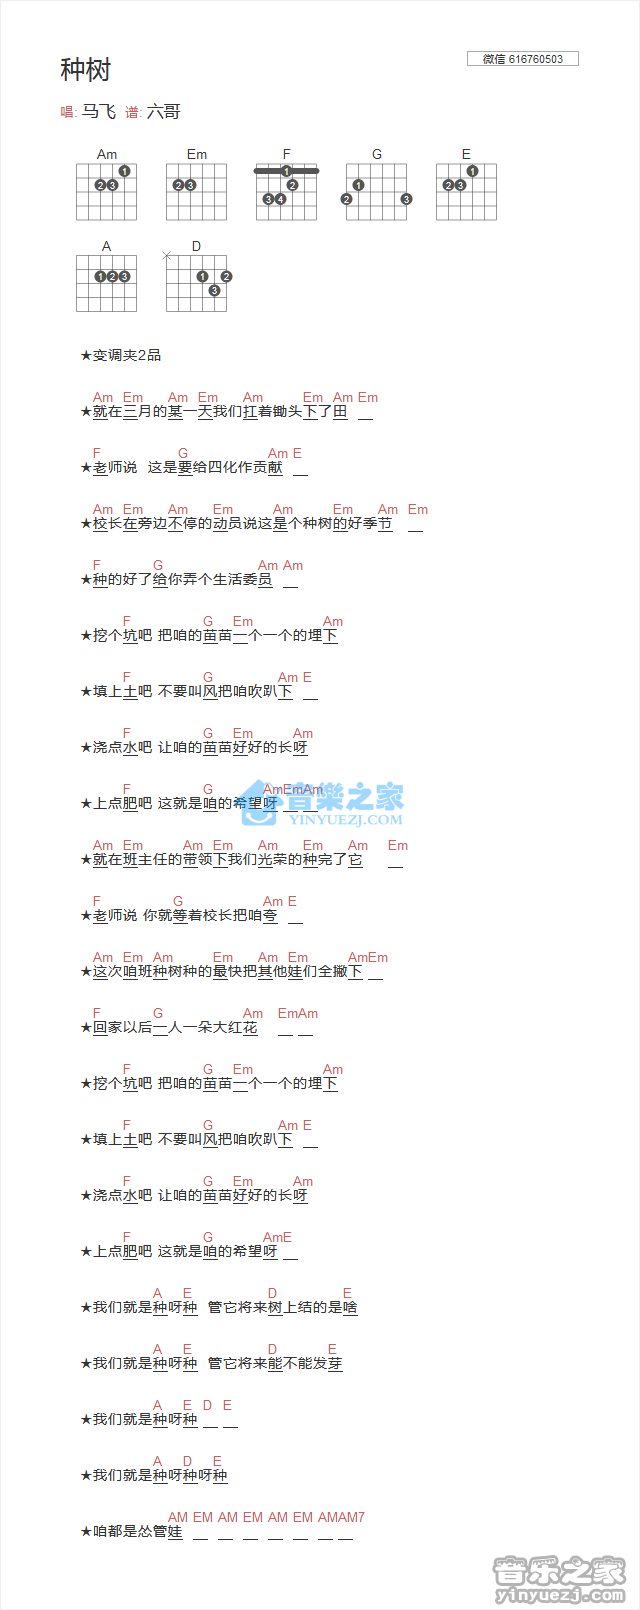 种树
微信 616760503
唱: 马飞 谱: 六哥
Am Em F G E
A D
★变调夹2品
Am Em Am Em Am Em Am Em
★就在三月的某一天我们扛着锄头下了田
F G Am E
★老师说 这是要给四化作贡献
Am Em Am Em Am Em Am Em
★校长在旁边不停的动员说这是个种树的好季节
F G Am Am
★种的好了给你弄个生活委员
F G Em Am
★挖个坑吧 把咱的苗苗一个一个的埋下
F G Am E
★填上土吧 不要叫风把咱吹趴下
F G Em Am
★浇点水吧 让咱的苗苗好好的长呀
F G AmEmAm
★上点肥吧 这就是咱的希望呀
音樂之家
YINYUEZJ.COM
Am Em Am Em Am Em Am Em
★就在班主任的带领下我们光荣的种完了它
F G Am E
★老师说 你就等着校长把咱夸
Am Em Am Em Am Em AmEm
★这次咱班种树种的最快把其他娃们全撇下
F G Am EmAm
★回家以后一人一朵大红花
F G Em Am
★挖个坑吧 把咱的苗苗一个一个的埋下
F G Am E
★填上土吧 不要叫风把咱吹趴下
F G Em Am
★浇点水吧 让咱的苗苗好好的长呀
F G AmE
★上点肥吧 这就是咱的希望呀
A E D E
★我们就是种呀种 管它将来树上结的是啥
A E D E
★我们就是种呀种 管它将来能不能发芽
A E D E
★我们就是种呀种
A D E
★我们就是种呀种呀种
AM EM AM EM AM EM AMAM7
★咱都是怂管娃
音乐之家
yinyuezj.com